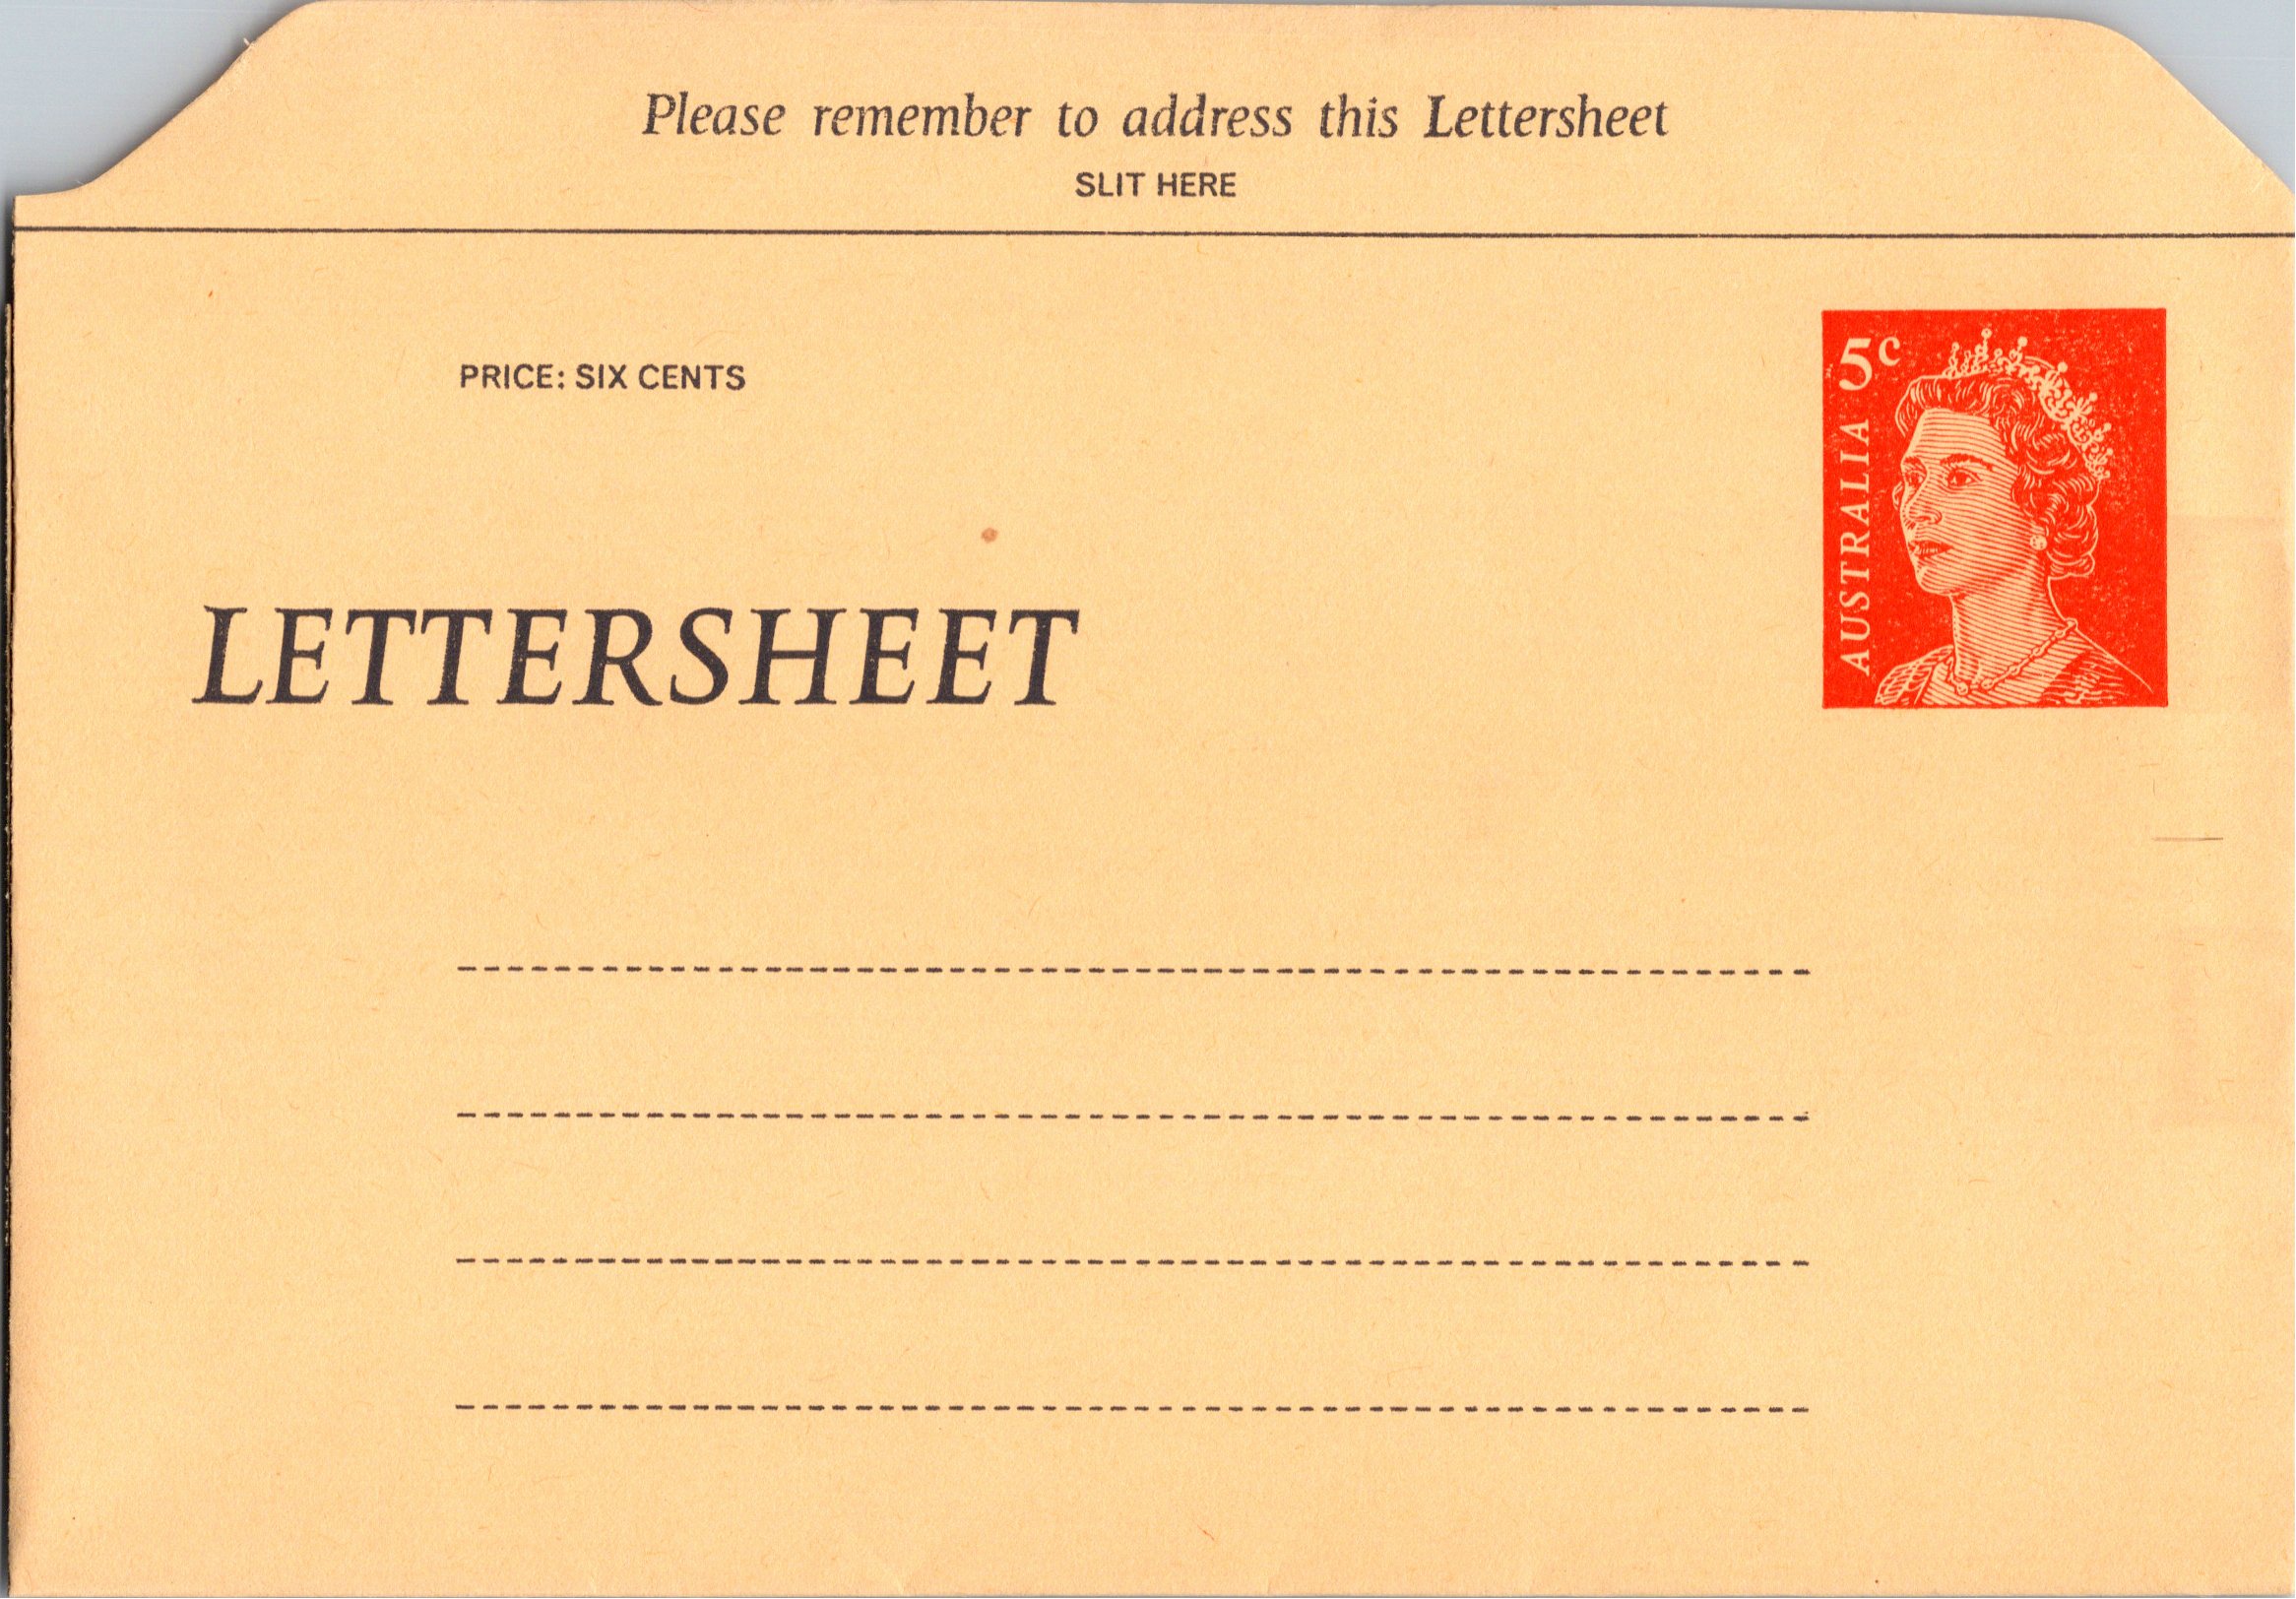 Please remember to address this Lettersheet
SLIT HERE
PRICE: SIX CENTS
5c
AUSTRALIA
LETTERSHEET